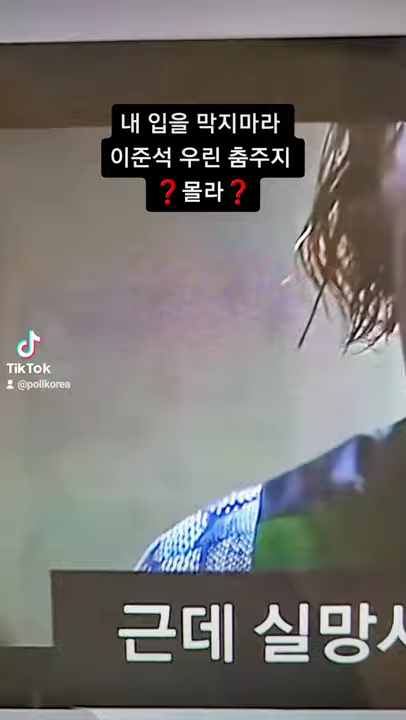 내 입을 막지마라
이준석 우린 춤주지
❓몰라❓
TikTok
@pollkorea
근데 실망